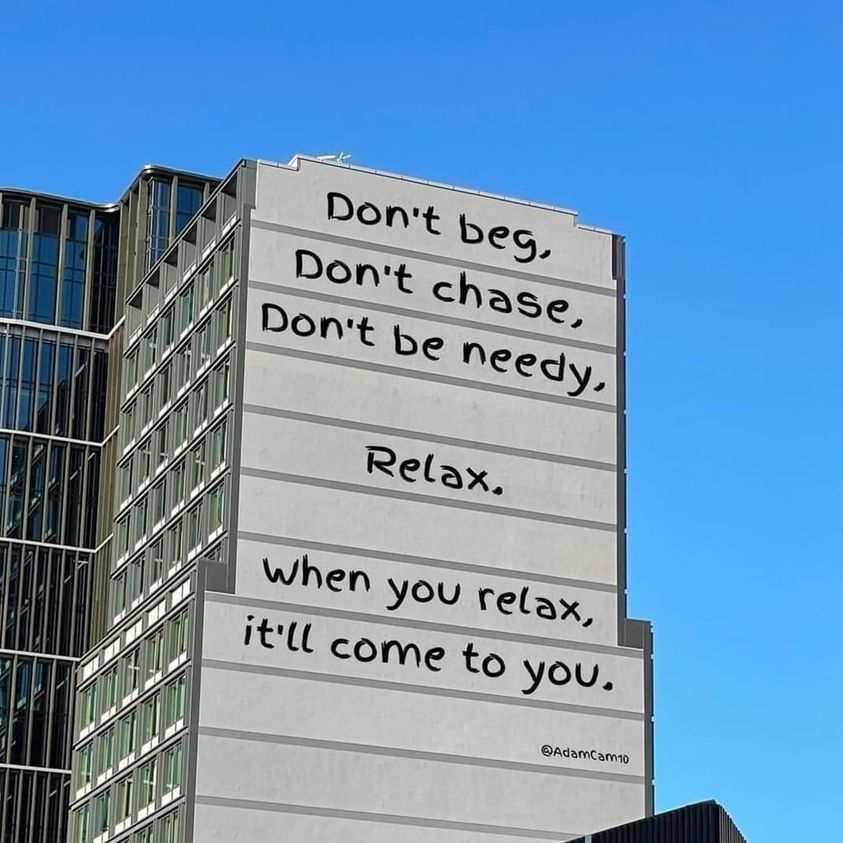 Don't beg,
Don't chase,
Don't be needy,
Relax.
When you relax,
it'll come to you.
@AdamCam10